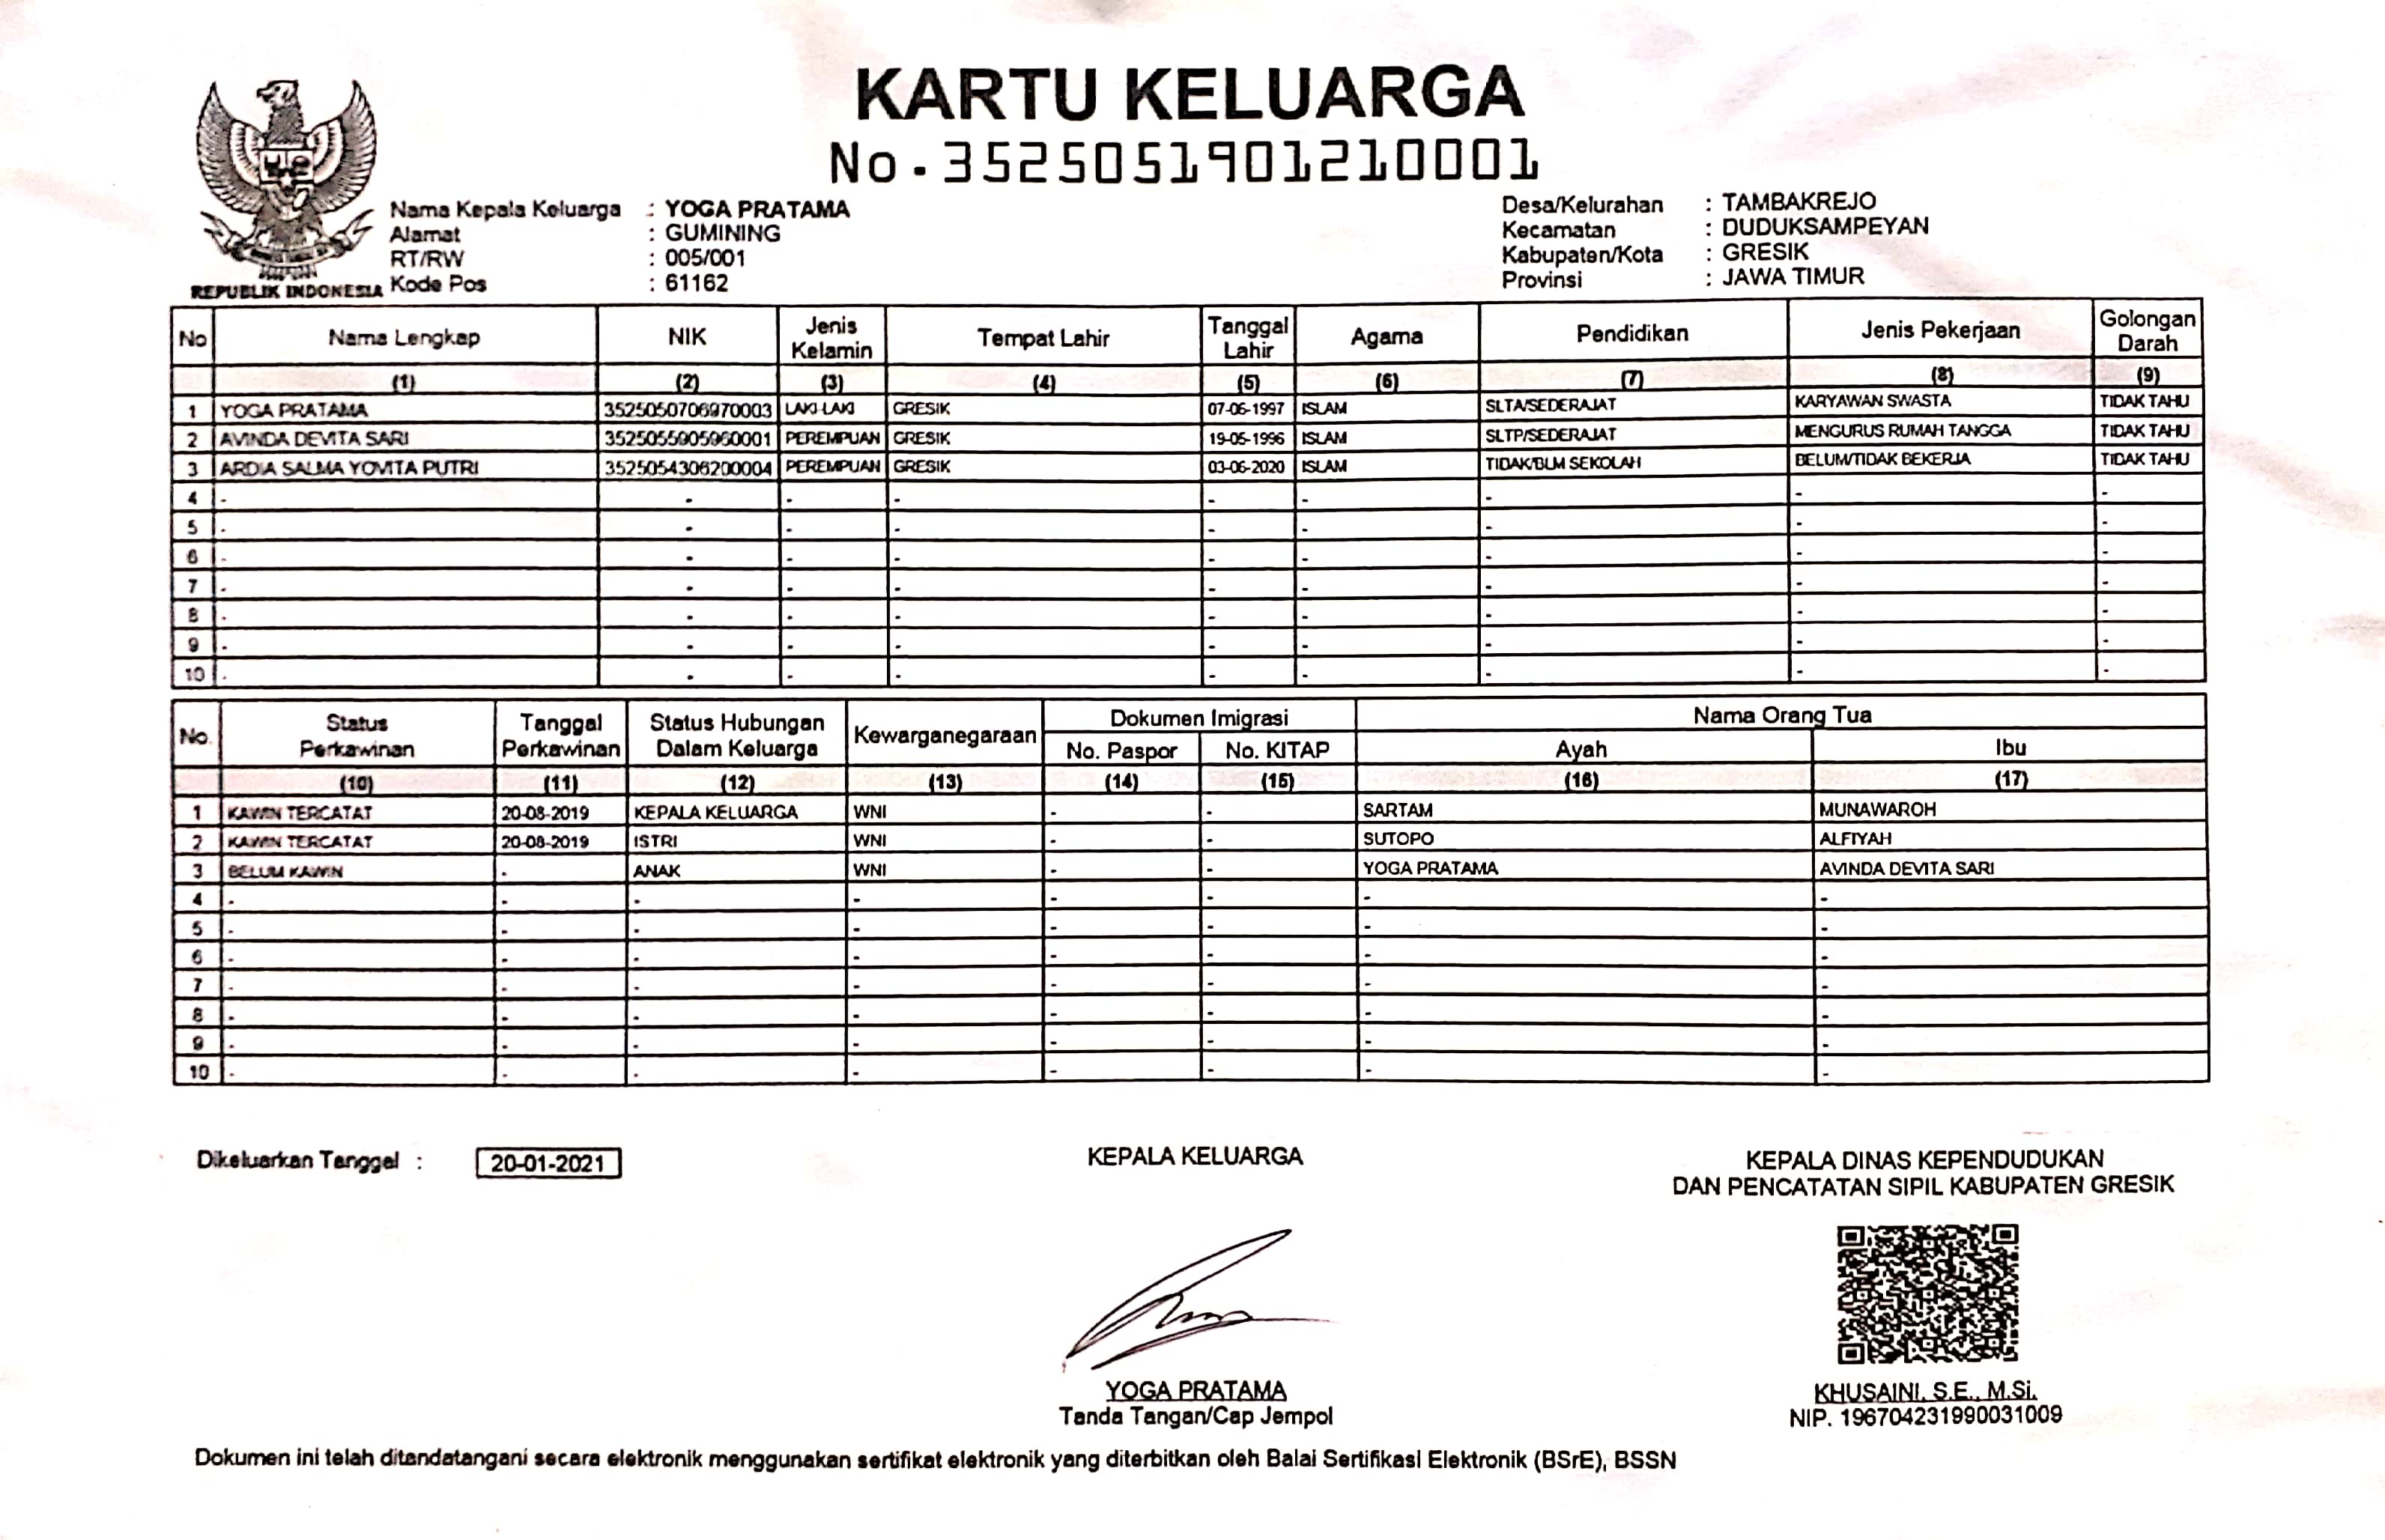 KARTU KELUARGA
No. 3525051901210001
REPUBLIK INDONESIA
Nama Kepala Keluarga : YOGA PRATAMA
Alamat : GUMINING
RT/RW : 005/001
Kode Pos : 61162
Desa/Kelurahan : TAMBAKREJO
Kecamatan : DUDUKSAMPEYAN
Kabupaten/Kota : GRESIK
Provinsi : JAWA TIMUR
No Nama Lengkap NIK Jenis Kelamin Tempat Lahir Tanggal Lahir Agama Pendidikan Jenis Pekerjaan Golongan Darah
(1) (2) (3) (4) (5) (6) (7) (8) (9)
1 YOGA PRATAMA 3525050706970003 LAKI-LAKI GRESIK 07-06-1997 ISLAM SLTA/SEDERAJAT KARYAWAN SWASTA TIDAK TAHU
2 AVINDA DEVITA SARI 3525055905960001 PEREMPUAN GRESIK 19-05-1996 ISLAM SLTP/SEDERAJAT MENGURUS RUMAH TANGGA TIDAK TAHU
3 ARDIA SALMA YOVITA PUTRI 3525054306200004 PEREMPUAN GRESIK 03-06-2020 ISLAM TIDAK/BLM SEKOLAH BELUM/TIDAK BEKERJA TIDAK TAHU
4 - - - - - - - - -
5 - - - - - - - - -
6 - - - - - - - - -
7 - - - - - - - - -
8 - - - - - - - - -
9 - - - - - - - - -
10 - - - - - - - - -
No. Status Perkawinan Tanggal Perkawinan Status Hubungan Dalam Keluarga Kewarganegaraan Dokumen Imigrasi Nama Orang Tua
No. Paspor No. KITAP Ayah Ibu
(10) (11) (12) (13) (14) (15) (16) (17)
1 KAWIN TERCATAT 20-08-2019 KEPALA KELUARGA WNI - - SARTAM MUNAWAROH
2 KAWIN TERCATAT 20-08-2019 ISTRI WNI - - SUTOPO ALFIYAH
3 BELUM KAWIN - ANAK WNI - - YOGA PRATAMA AVINDA DEVITA SARI
4 - - - - - - - -
5 - - - - - - - -
6 - - - - - - - -
7 - - - - - - - -
8 - - - - - - - -
9 - - - - - - - -
10 - - - - - - - -
Dikeluarkan Tanggal : 20-01-2021
KEPALA KELUARGA
YOGA PRATAMA
Tanda Tangan/Cap Jempol
KEPALA DINAS KEPENDUDUKAN
DAN PENCATATAN SIPIL KABUPATEN GRESIK
KHUSAINI, S.E., M.Si.
NIP. 196704231990031009
Dokumen ini telah ditandatangani secara elektronik menggunakan sertifikat elektronik yang diterbitkan oleh Balai Sertifikasi Elektronik (BSrE), BSSN